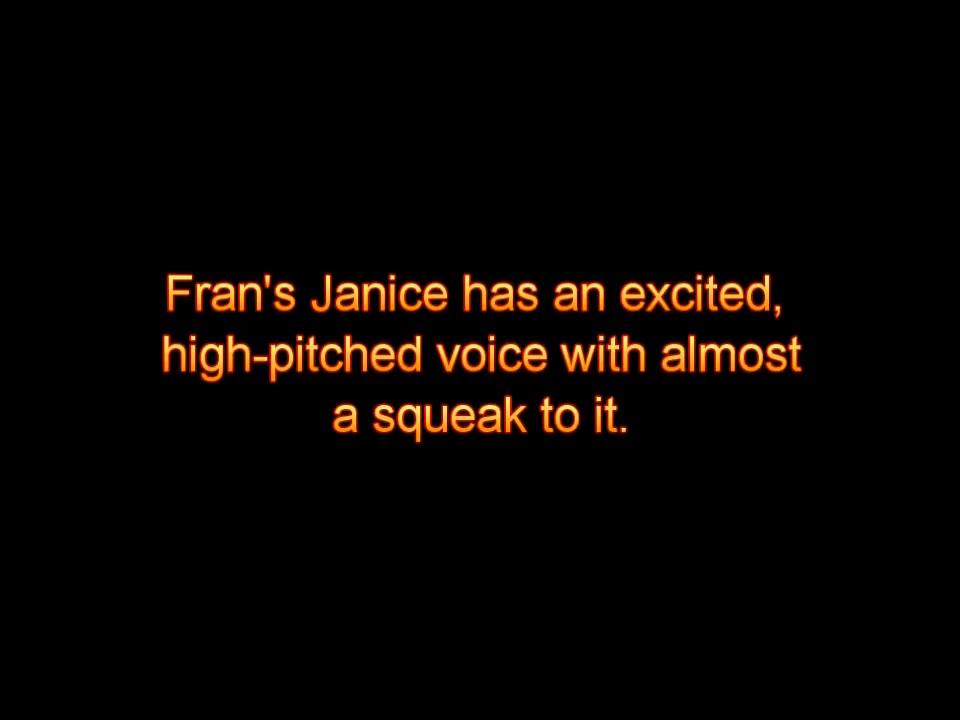 Fran's Janice has an excited,
high-pitched voice with almost
a squeak to it.